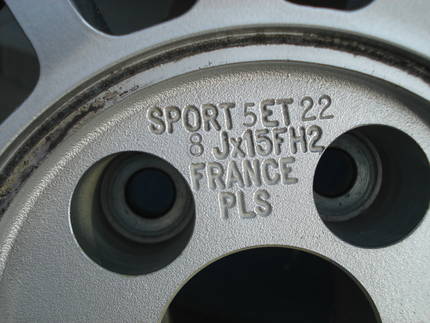 SPORT 5ET 22
8 Jx15FH2
FRANCE
PLS